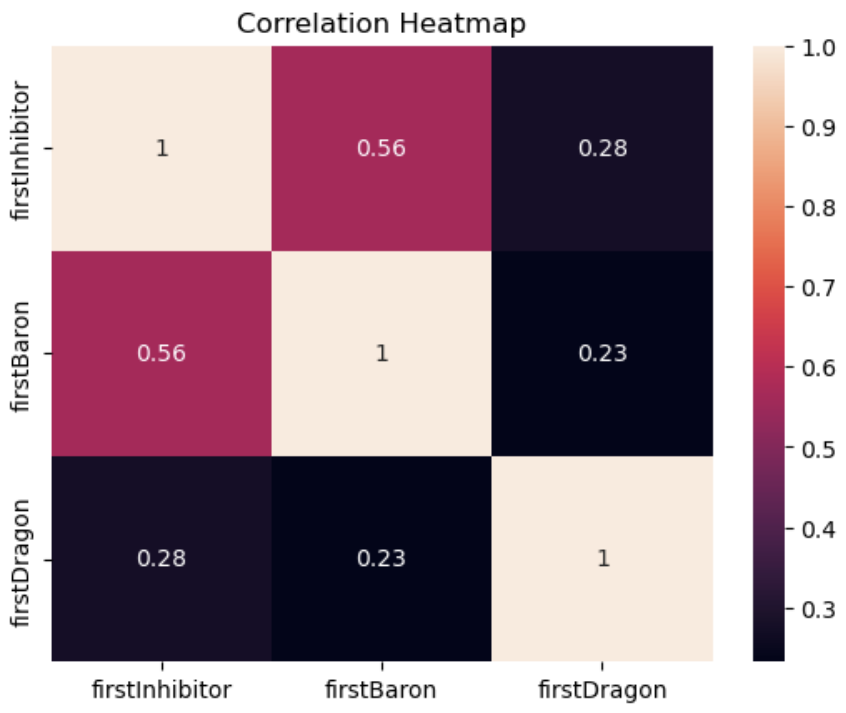 Correlation Heatmap
firstInhibitor
1
0.56
0.28
firstBaron
0.56
1
0.23
firstDragon
0.28
0.23
1
firstInhibitor
firstBaron
firstDragon
1.0
0.9
0.8
0.7
0.6
0.5
0.4
0.3